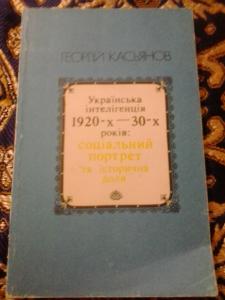 ГЕОРГІЙ КАСЬЯНОВ
Українська
інтелігенція
1920-х—30-х
років:
соціальний
портрет
та історична
доля